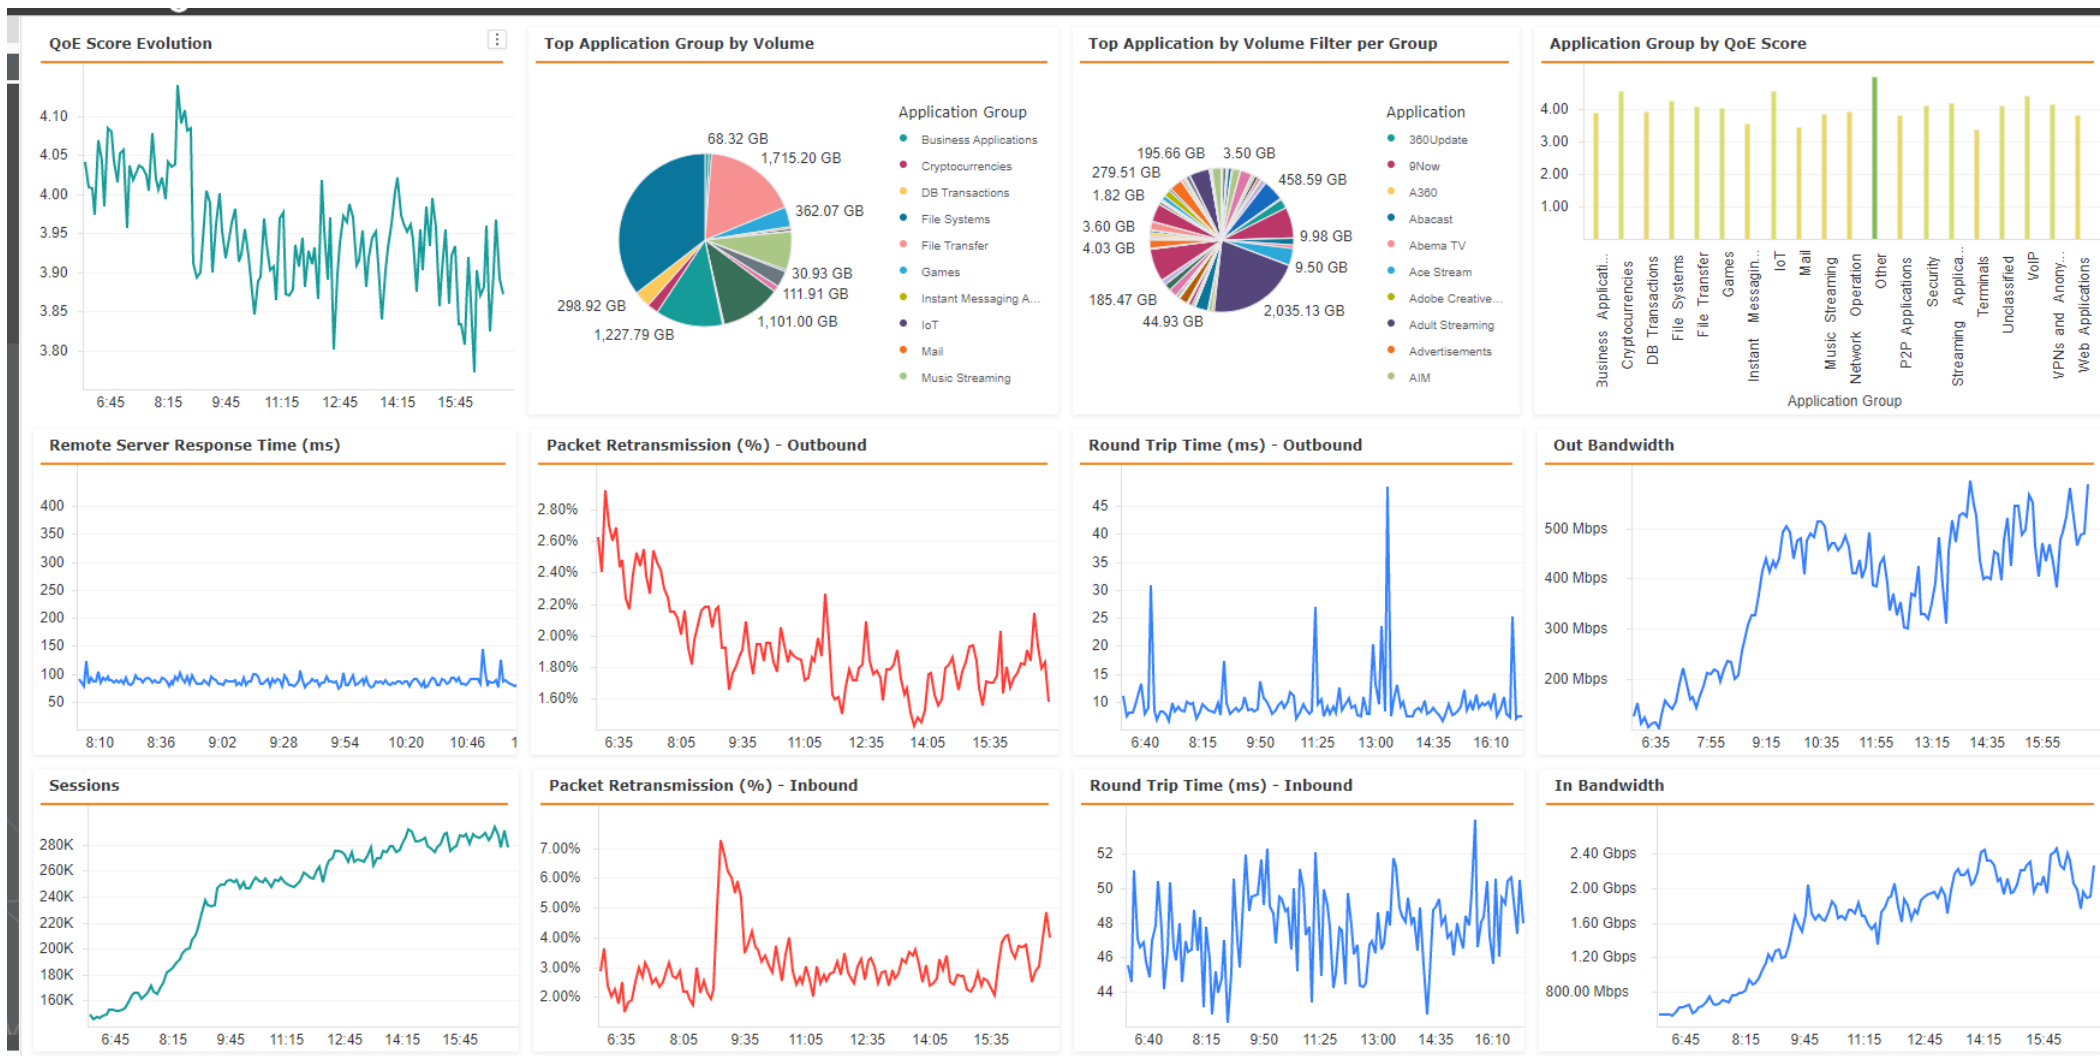 QoE Score Evolution
4.10
4.05
4.00
3.95
3.90
3.85
3.80
6:45 8:15 9:45 11:15 12:45 14:15 15:45
Top Application Group by Volume
68.32 GB
1,715.20 GB
362.07 GB
30.93 GB
111.91 GB
1,101.00 GB
1,227.79 GB
298.92 GB
Application Group
Business Applications
Cryptocurrencies
DB Transactions
File Systems
File Transfer
Games
Instant Messaging A...
IoT
Mail
Music Streaming
Top Application by Volume Filter per Group
195.66 GB 3.50 GB
279.51 GB
458.59 GB
1.82 GB
3.60 GB
9.98 GB
4.03 GB
9.50 GB
185.47 GB
2,035.13 GB
44.93 GB
Application
360Update
9Now
A360
Abacast
Abema TV
Ace Stream
Adobe Creative...
Adult Streaming
Advertisements
AIM
Application Group by QoE Score
4.00
3.00
2.00
1.00
Business Applicati...
Cryptocurrencies
DB Transactions
File Systems
File Transfer
Games
Instant Messagin...
IoT
Mail
Music Streaming
Network Operation
Other
P2P Applications
Security
Streaming Applica...
Terminals
Unclassified
VoIP
VPNs and Anony...
Web Applications
Application Group
Remote Server Response Time (ms)
400
350
300
250
200
150
100
50
8:10 8:36 9:02 9:28 9:54 10:20 10:46 1
Packet Retransmission (%) - Outbound
2.80%
2.60%
2.40%
2.20%
2.00%
1.80%
1.60%
6:35 8:05 9:35 11:05 12:35 14:05 15:35
Round Trip Time (ms) - Outbound
45
40
35
30
25
20
15
10
6:40 8:15 9:50 11:25 13:00 14:35 16:10
Out Bandwidth
500 Mbps
400 Mbps
300 Mbps
200 Mbps
6:35 7:55 9:15 10:35 11:55 13:15 14:35 15:55
Sessions
280K
260K
240K
220K
200K
180K
160K
6:45 8:15 9:45 11:15 12:45 14:15 15:45
Packet Retransmission (%) - Inbound
7.00%
6.00%
5.00%
4.00%
3.00%
2.00%
6:35 8:05 9:35 11:05 12:35 14:05 15:35
Round Trip Time (ms) - Inbound
52
50
48
46
44
6:40 8:15 9:50 11:25 13:00 14:35 16:10
In Bandwidth
2.40 Gbps
2.00 Gbps
1.60 Gbps
1.20 Gbps
800.00 Mbps
6:45 8:15 9:45 11:15 12:45 14:15 15:45